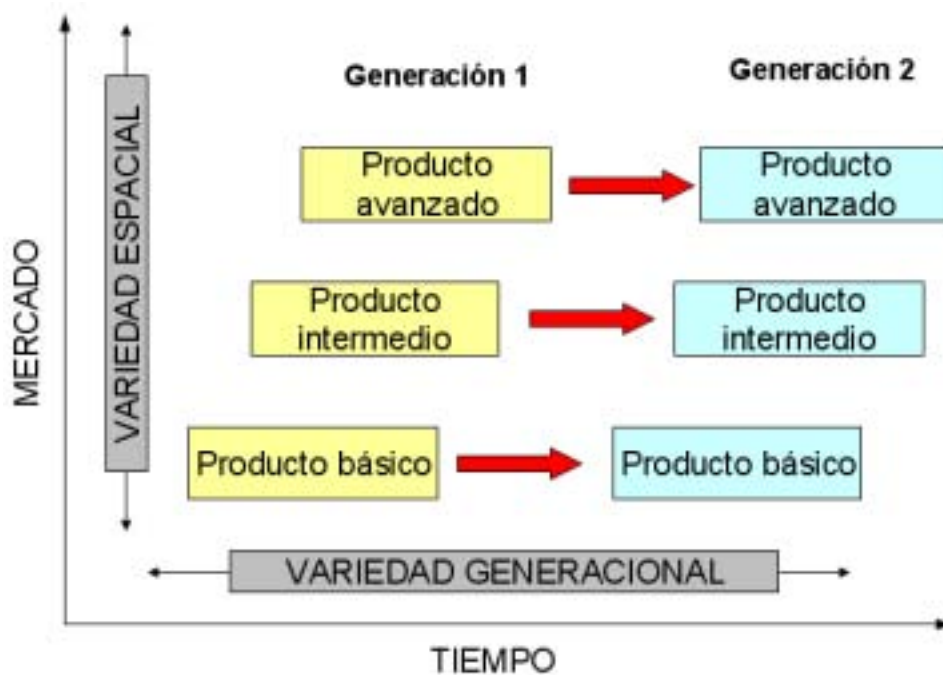 Generación 1
Generación 2
Producto
avanzado
Producto
avanzado
Producto
intermedio
Producto
intermedio
Producto básico
Producto básico
MERCADO
VARIEDAD ESPACIAL
VARIEDAD GENERACIONAL
TIEMPO